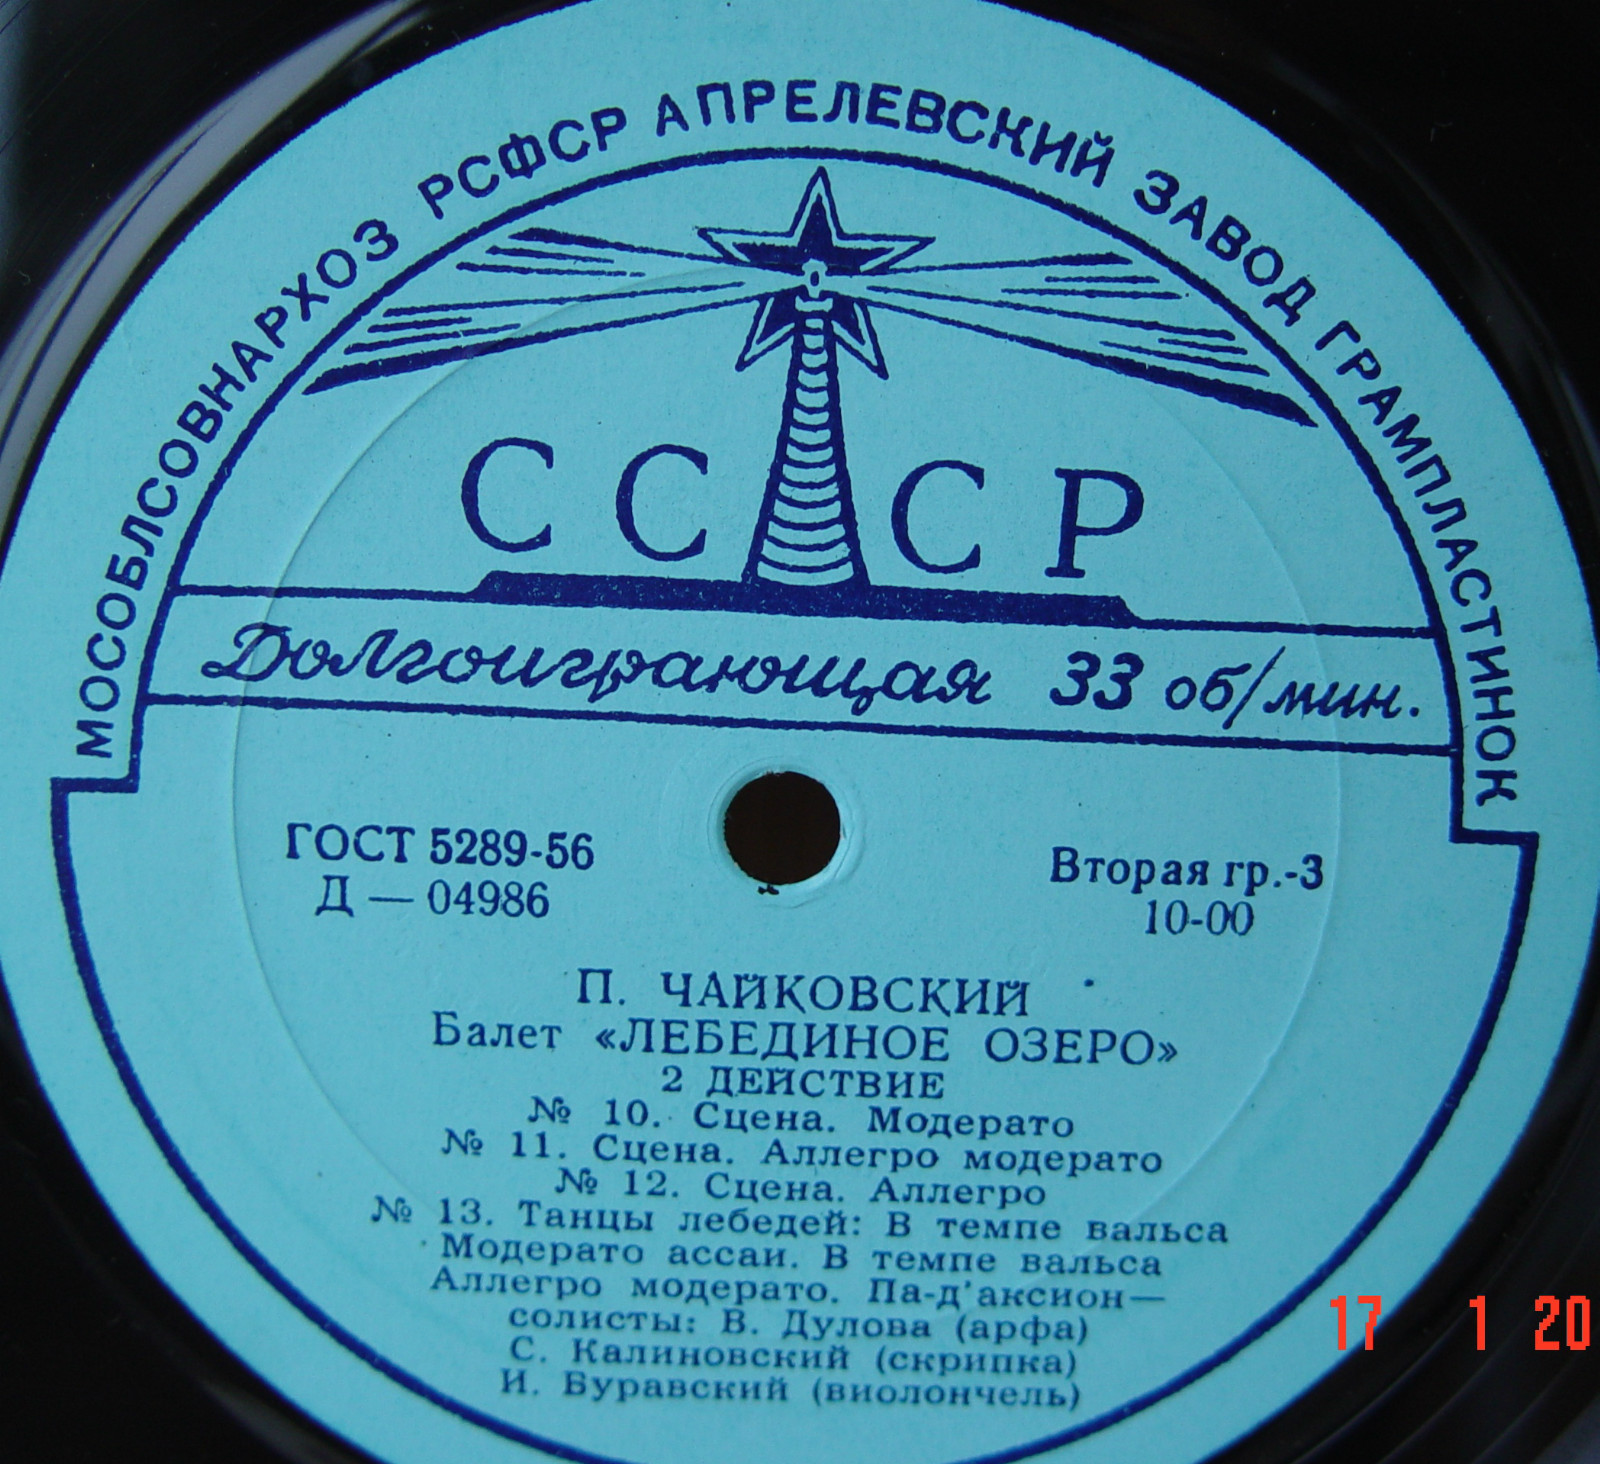 МОСОБЛСОВНАРХОЗ РСФСР АПРЕЛЕВСКИЙ ЗАВОД ГРАМПЛАСТИНОК
СССР
Долгоиграющая 33 об/мин.
ГОСТ 5289-56
Д — 04986
Вторая гр.-3
10-00
П. ЧАЙКОВСКИЙ
Балет «ЛЕБЕДИНОЕ ОЗЕРО»
2 ДЕЙСТВИЕ
№ 10. Сцена. Модерато
№ 11. Сцена. Аллегро модерато
№ 12. Сцена. Аллегро
№ 13. Танцы лебедей: В темпе вальса
Модерато ассаи. В темпе вальса
Аллегро модерато. Па-д'аксион—
солисты: В. Дулова (арфа)
С. Калиновский (скрипка)
И. Буравский (виолончель)
17 1 20